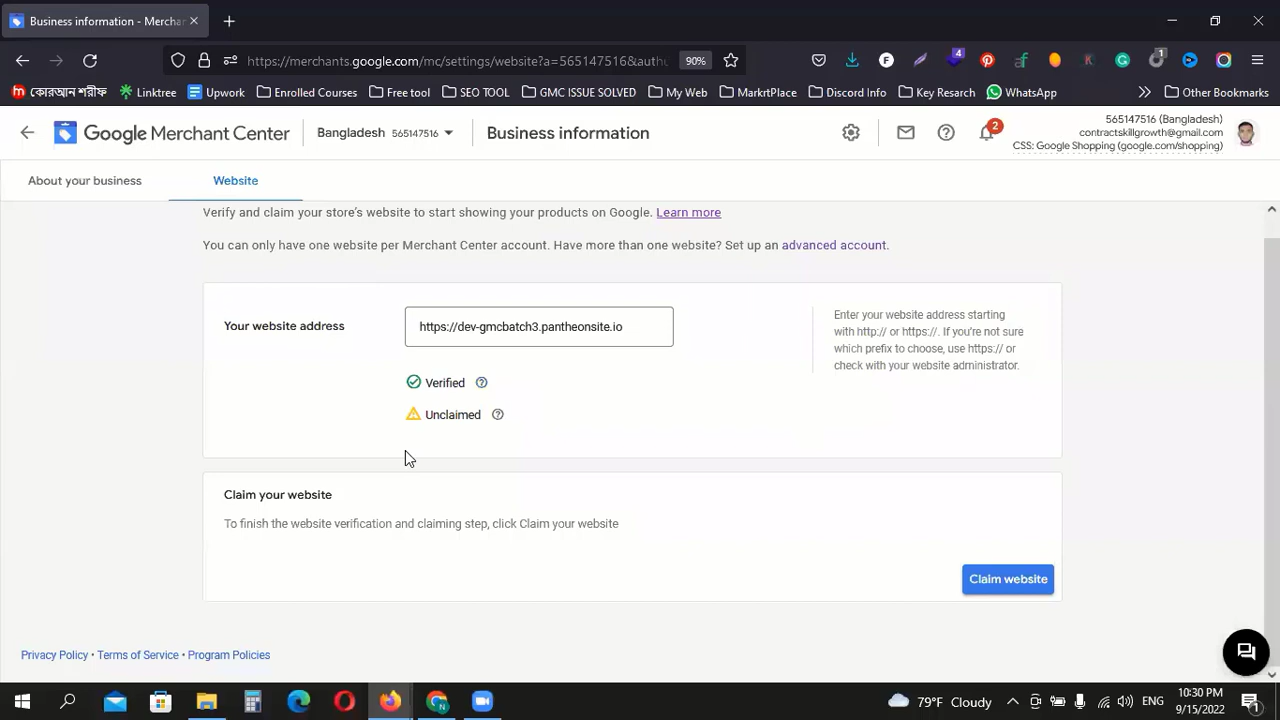 Business information - Mercha
https://merchants.google.com/mc/settings/website?a=565147516&authu
90%
4
1
কোরআন শরীফ
Linktree
Upwork
Enrolled Courses
Free tool
SEO TOOL
GMC ISSUE SOLVED
My Web
MakrtPlace
Discord Info
Key Resarch
WhatsApp
Other Bookmarks
Google Merchant Center
Bangladesh 565147516
Business information
2
565147516 (Bangladesh)
contractskillgrowth@gmail.com
CSS: Google Shopping (google.com/shopping)
About your business
Website
Verify and claim your store's website to start showing your products on Google. Learn more
You can only have one website per Merchant Center account. Have more than one website? Set up an advanced account.
Your website address
https://dev-gmcbatch3.pantheonsite.io
Verified
Unclaimed
Enter your website address starting
with http:// or https://. If you're not sure
which prefix to choose, use https:// or
check with your website administrator.
Claim your website
To finish the website verification and claiming step, click Claim your website
Claim website
Privacy Policy • Terms of Service • Program Policies
79°F Cloudy
ENG
10:30 PM
9/15/2022
1